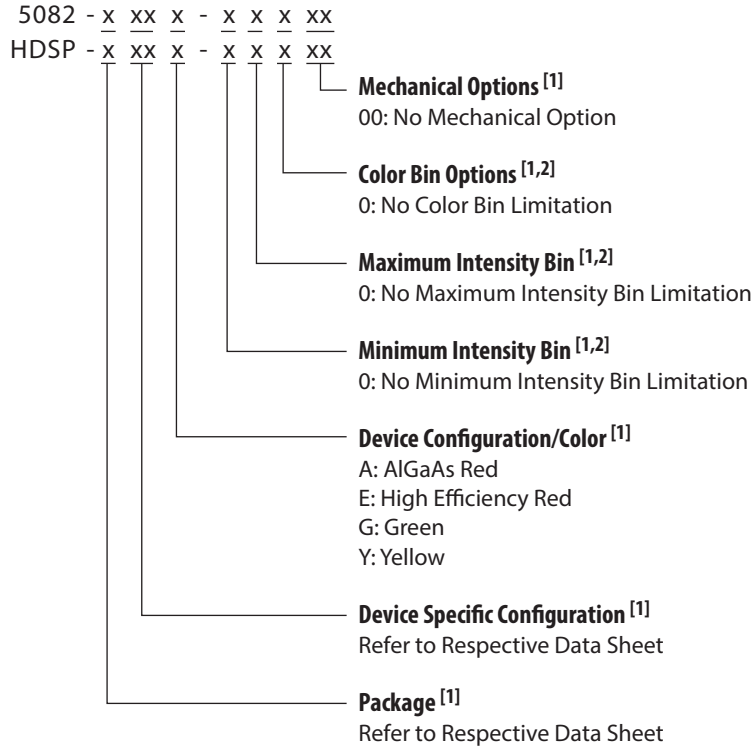 5082 - x xx x - x x x xx
HDSP - x xx x - x x x xx
Mechanical Options [1]
00: No Mechanical Option
Color Bin Options [1,2]
0: No Color Bin Limitation
Maximum Intensity Bin [1,2]
0: No Maximum Intensity Bin Limitation
Minimum Intensity Bin [1,2]
0: No Minimum Intensity Bin Limitation
Device Configuration/Color [1]
A: AlGaAs Red
E: High Efficiency Red
G: Green
Y: Yellow
Device Specific Configuration [1]
Refer to Respective Data Sheet
Package [1]
Refer to Respective Data Sheet